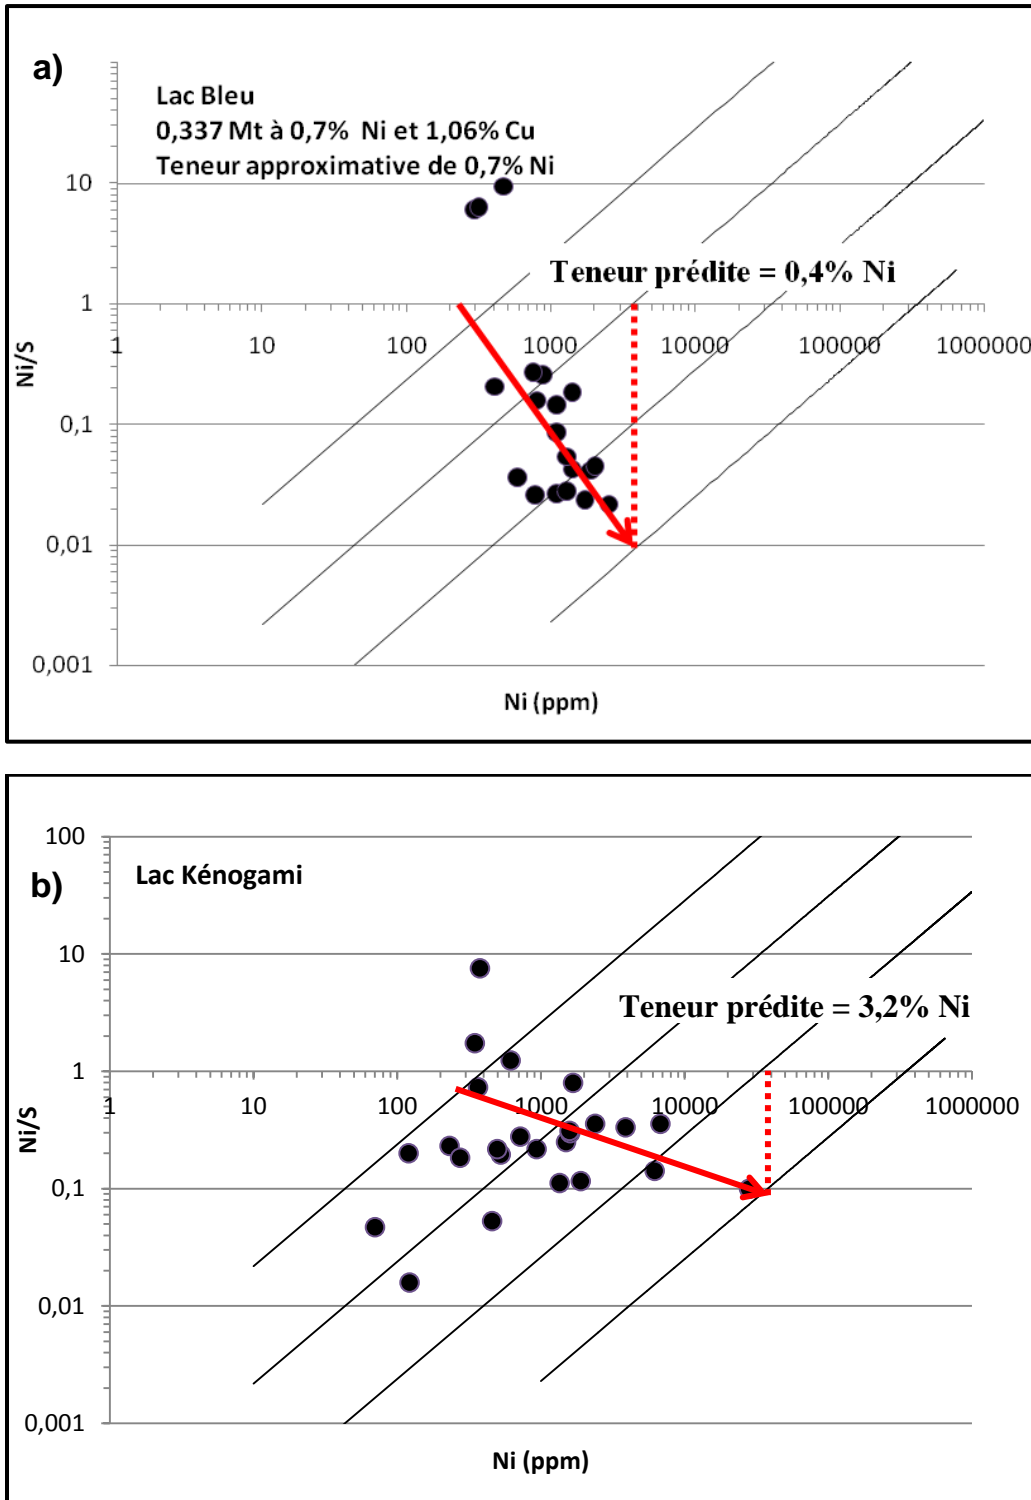 a)
Lac Bleu
0,337 Mt à 0,7% Ni et 1,06% Cu
Teneur approximative de 0,7% Ni
10
Teneur prédite = 0,4% Ni
1
1 10 100 1000 10000 100000 1000000
Ni/S
0,1
0,01
0,001
Ni (ppm)
100
b)
Lac Kénogami
10
Teneur prédite = 3,2% Ni
1
1 10 100 1000 10000 100000 1000000
Ni/S
0,1
0,01
0,001
Ni (ppm)